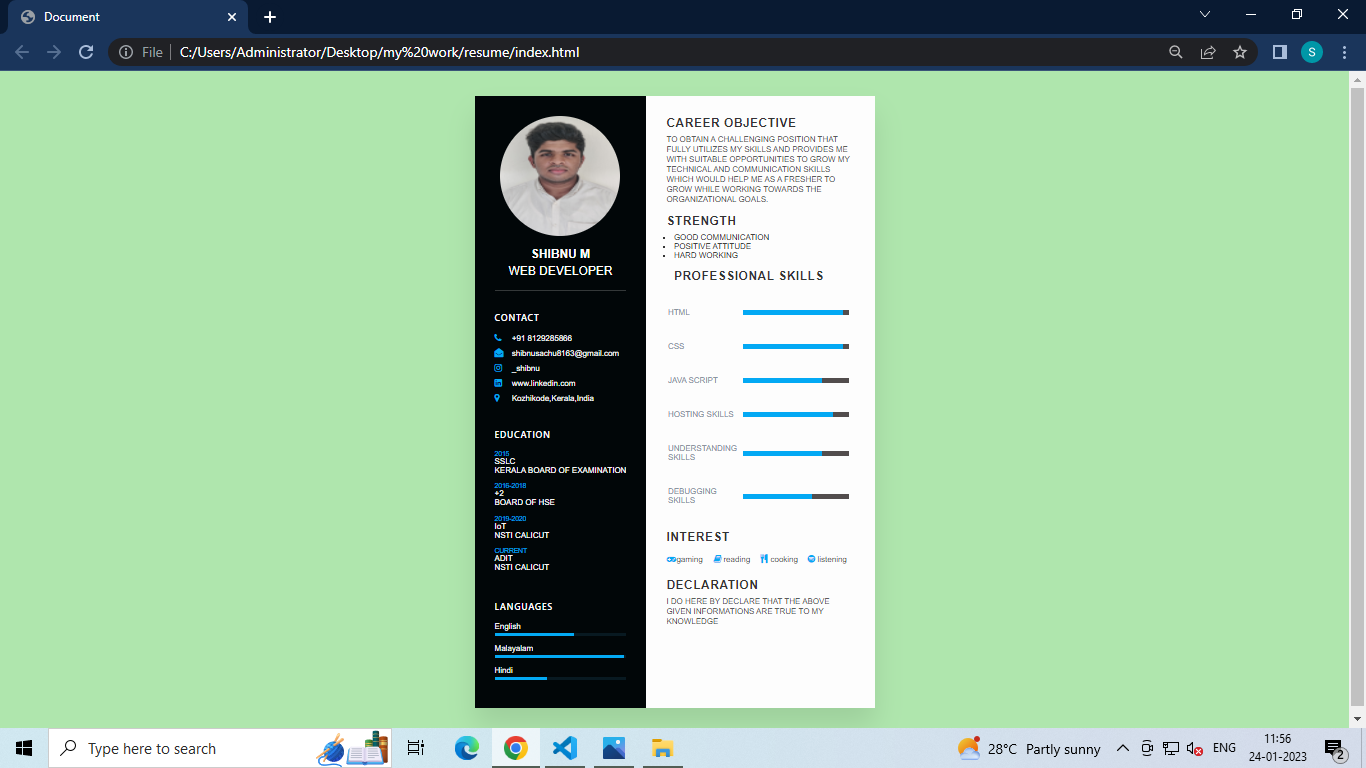 Document
File
C:/Users/Administrator/Desktop/my%20work/resume/index.html
S
SHIBNU M
WEB DEVELOPER
CONTACT
+91 8129285866
shibnusachu8163@gmail.com
_shibnu
www.linkedin.com
Kozhikode,Kerala,India
EDUCATION
2015
SSLC
KERALA BOARD OF EXAMINATION
2016-2018
+2
BOARD OF HSE
2019-2020
IoT
NSTI CALICUT
CURRENT
ADIT
NSTI CALICUT
LANGUAGES
English
Malayalam
Hindi
CAREER OBJECTIVE
TO OBTAIN A CHALLENGING POSITION THAT
FULLY UTILIZES MY SKILLS AND PROVIDES ME
WITH SUITABLE OPPORTUNITIES TO GROW MY
TECHNICAL AND COMMUNICATION SKILLS
WHICH WOULD HELP ME AS A FRESHER TO
GROW WHILE WORKING TOWARDS THE
ORGANIZATIONAL GOALS.
STRENGTH
• GOOD COMMUNICATION
• POSITIVE ATTITUDE
• HARD WORKING
PROFESSIONAL SKILLS
HTML
CSS
JAVA SCRIPT
HOSTING SKILLS
UNDERSTANDING
SKILLS
DEBUGGING
SKILLS
INTEREST
gaming reading cooking listening
DECLARATION
I DO HERE BY DECLARE THAT THE ABOVE
GIVEN INFORMATIONS ARE TRUE TO MY
KNOWLEDGE
Type here to search
28°C Partly sunny
ENG
11:56
24-01-2023
2